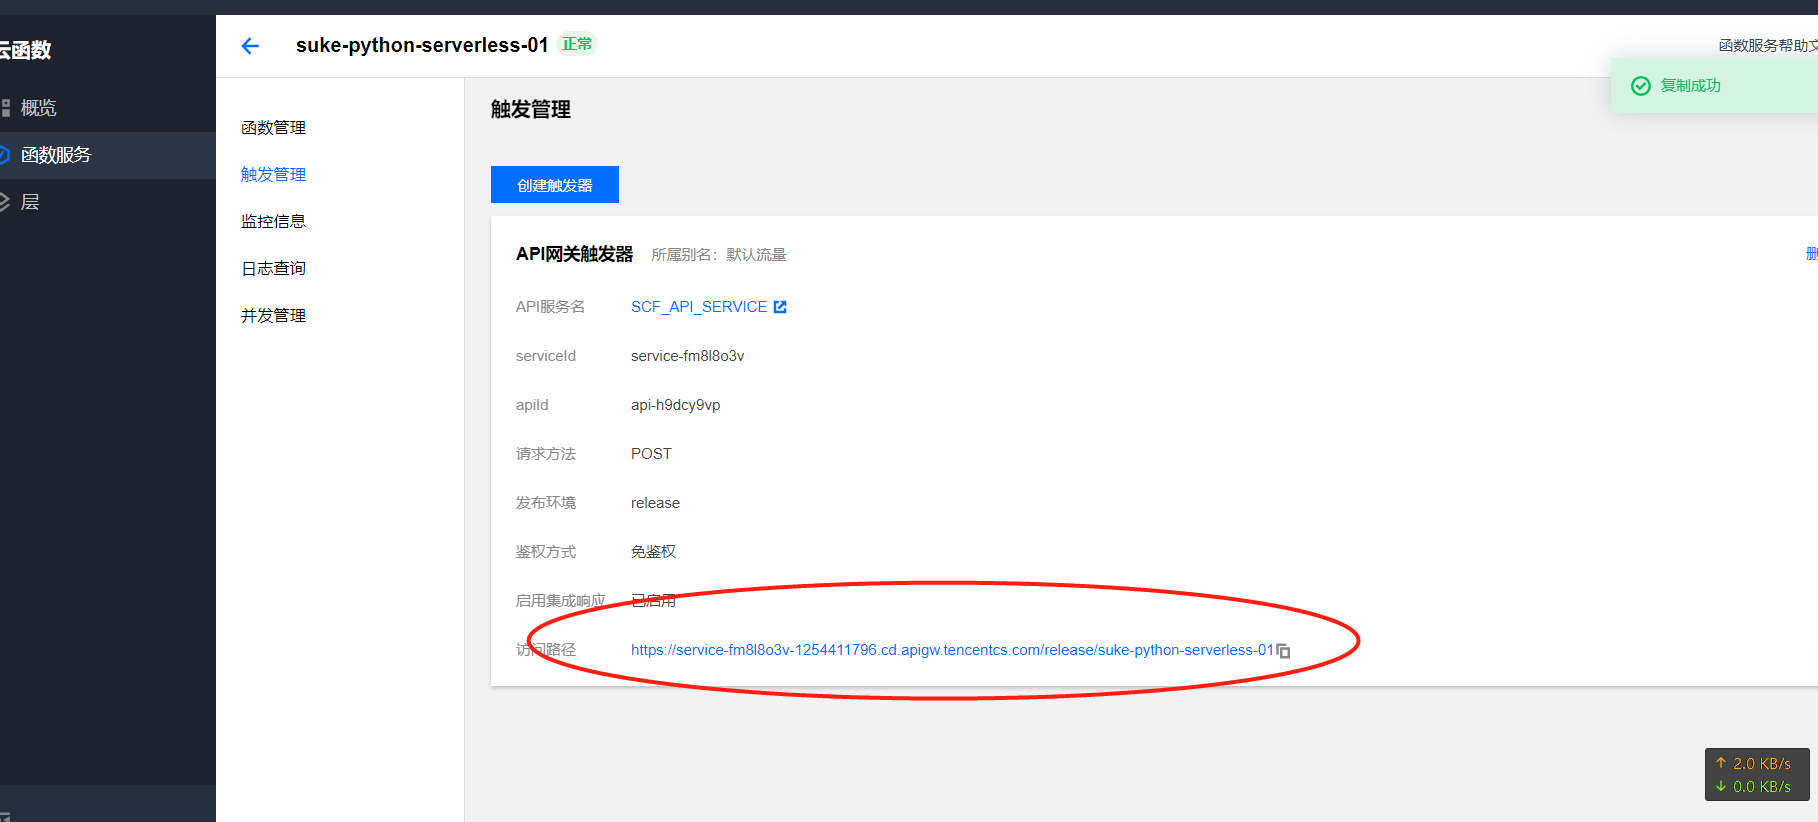 云函数
概览
函数服务
层
suke-python-serverless-01 正常
函数服务帮助文
复制成功
函数管理
触发管理
监控信息
日志查询
并发管理
触发管理
创建触发器
API网关触发器 所属别名：默认流量
删
API服务名 SCF_API_SERVICE
serviceId service-fm8l8o3v
apiId api-h9dcy9vp
请求方法 POST
发布环境 release
鉴权方式 免鉴权
启用集成响应 已启用
访问路径 https://service-fm8l8o3v-1254411796.cd.apigw.tencentcs.com/release/suke-python-serverless-01
↑ 2.0 KB/s
↓ 0.0 KB/s